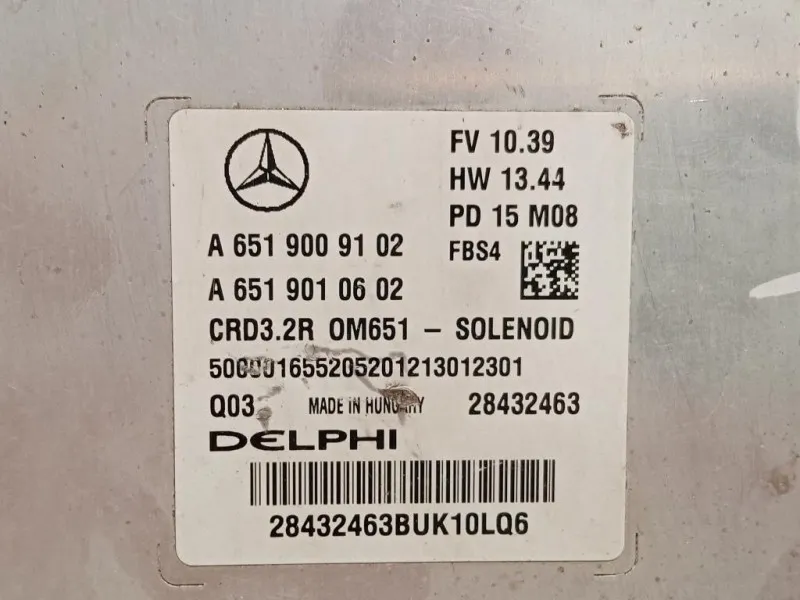 FV 10.39
HW 13.44
PD 15 M08
A 651 900 91 02
FBS4
A 651 901 06 02
CRD3.2R OM651 - SOLENOID
Q03 MADE IN HUNGARY 28432463
DELPHI
28432463BUK10LQ6